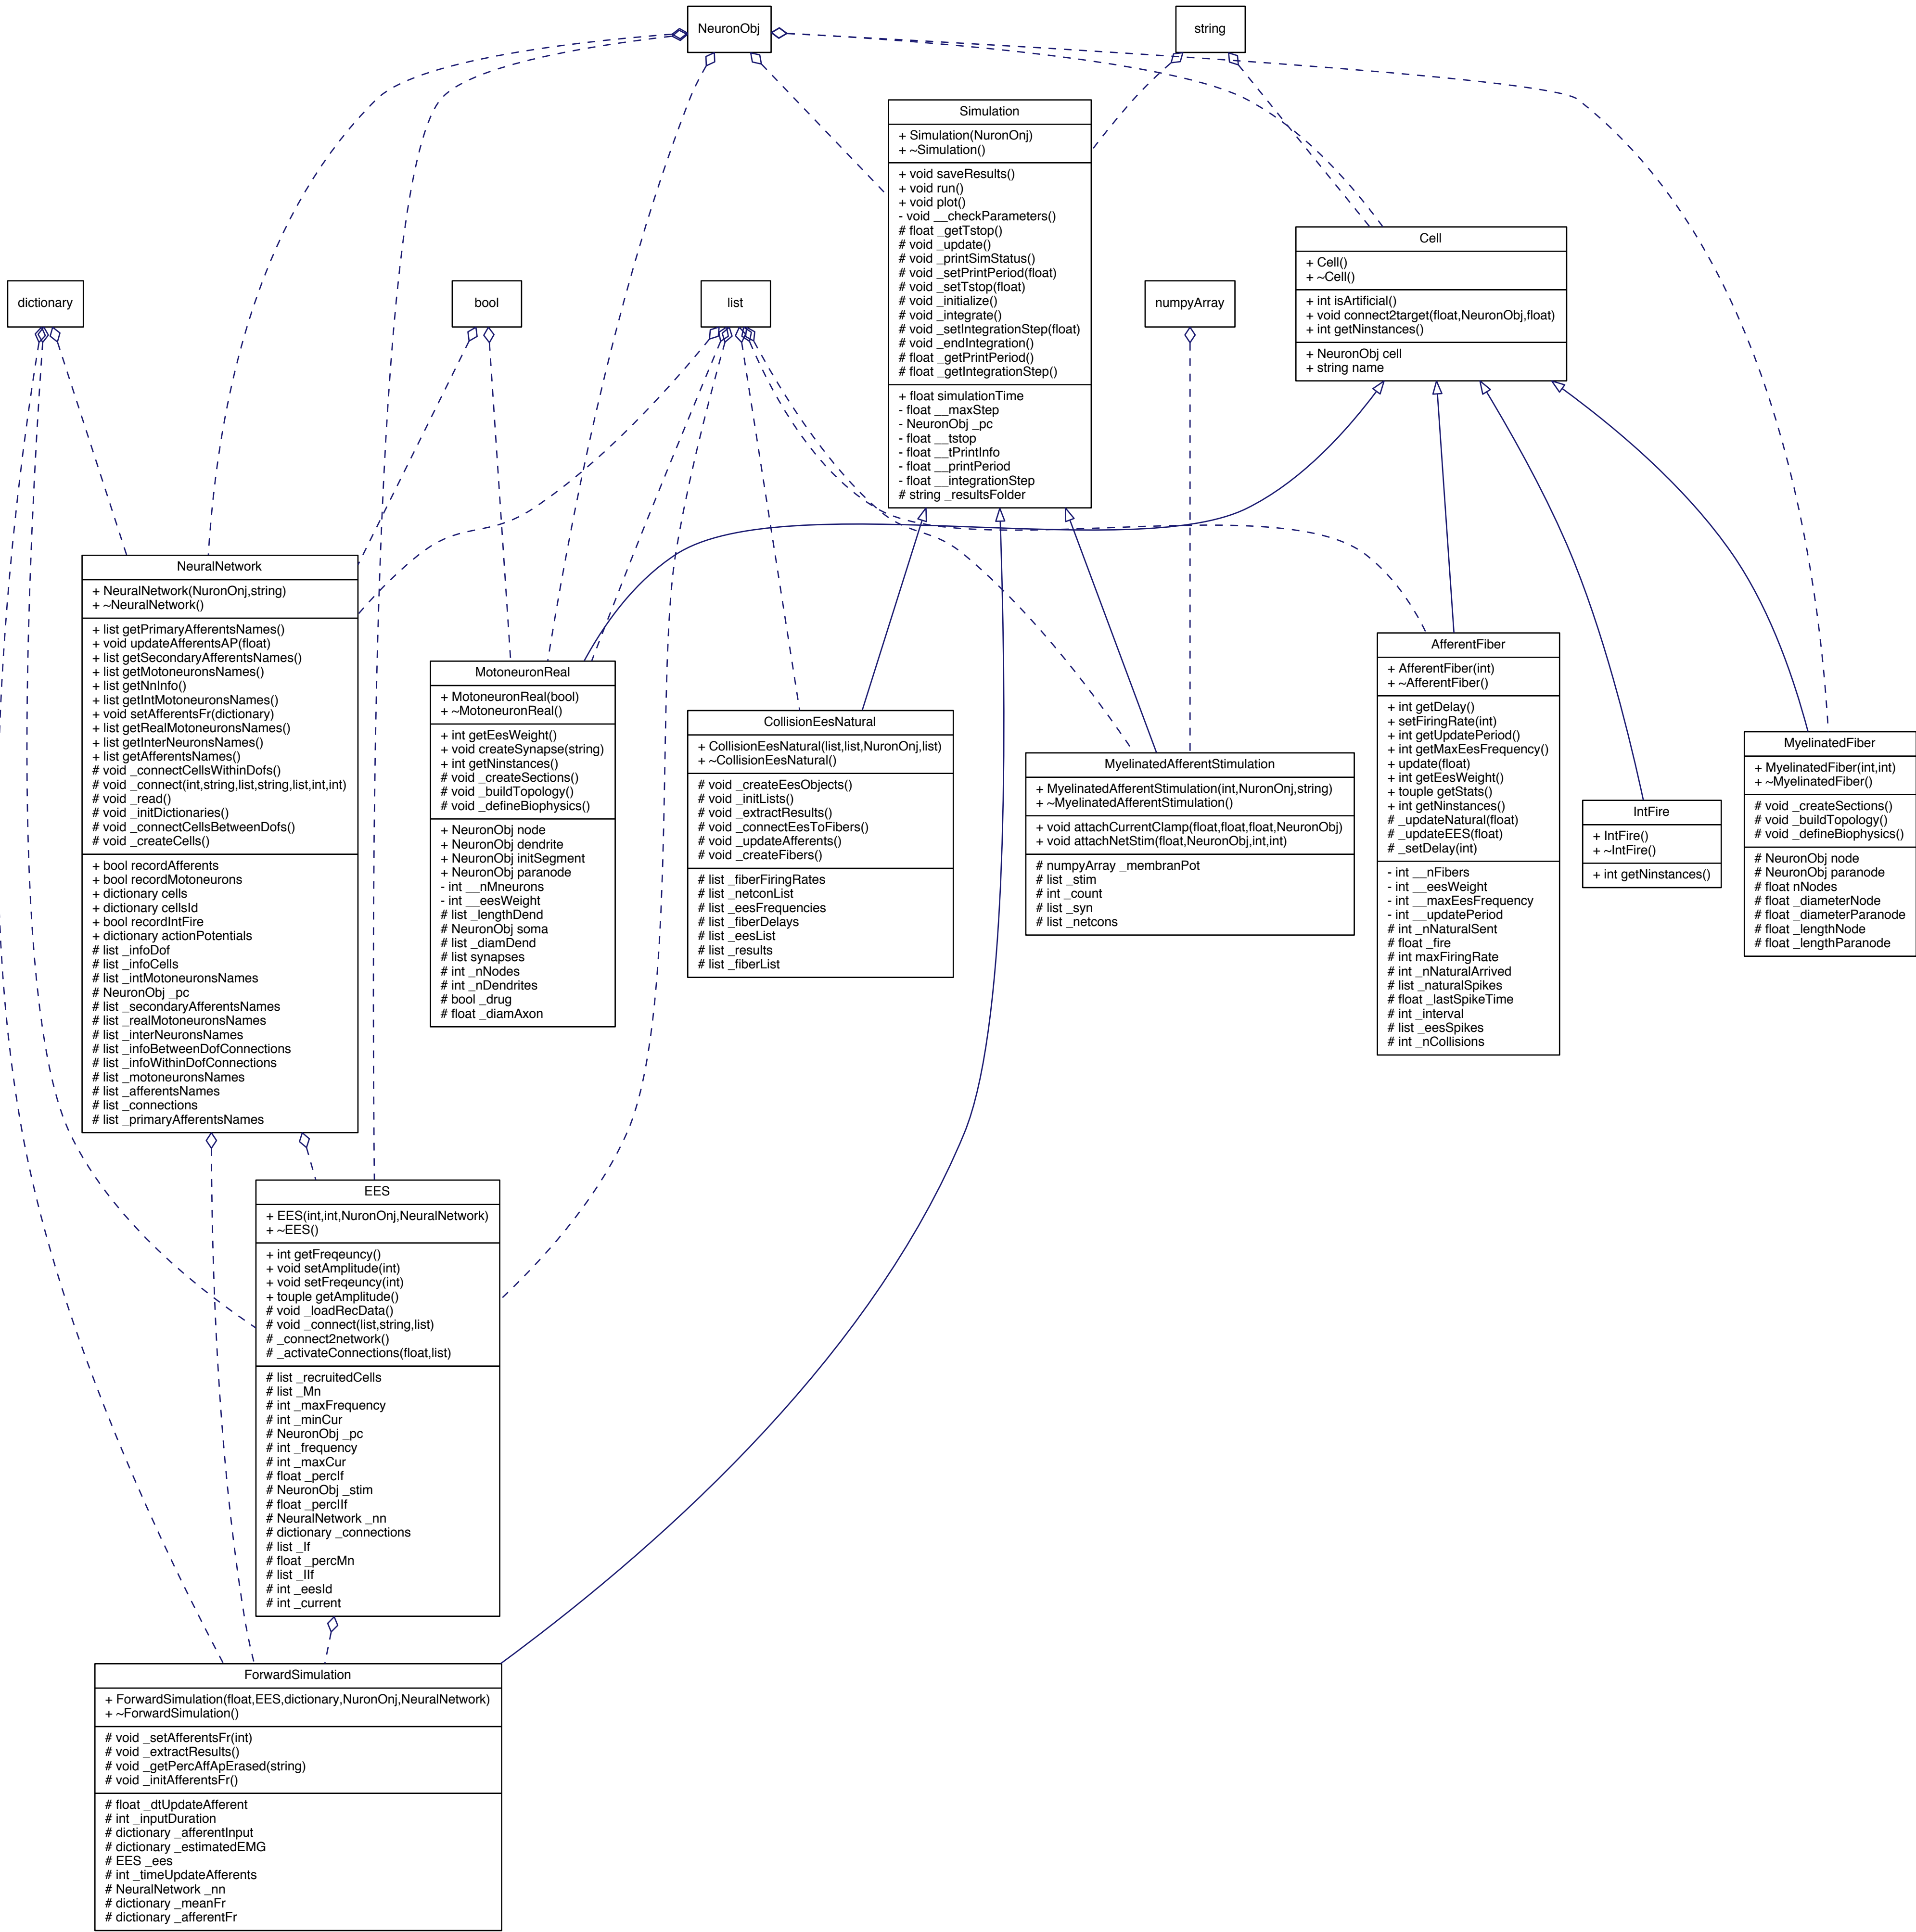 NeuronObj
string
Simulation
+ Simulation(NuronOnj)
+ ~Simulation()
+ void saveResults()
+ void run()
+ void plot()
- void __checkParameters()
# float _getTstop()
# void _update()
# void _printSimStatus()
# void _setPrintPeriod(float)
# void _setTstop(float)
# void _initialize()
# void _integrate()
# void _setIntegrationStep(float)
# void _endIntegration()
# float _getPrintPeriod()
# float _getIntegrationStep()
+ float simulationTime
- float __maxStep
- NeuronObj _pc
- float __tstop
- float __tPrintInfo
- float __printPeriod
- float __integrationStep
# string _resultsFolder
Cell
+ Cell()
+ ~Cell()
+ int isArtificial()
+ void connect2target(float,NeuronObj,float)
+ int getNinstances()
+ NeuronObj cell
+ string name
dictionary
bool
list
numpyArray
NeuralNetwork
+ NeuralNetwork(NuronOnj,string)
+ ~NeuralNetwork()
+ list getPrimaryAfferentsNames()
+ void updateAfferentsAP(float)
+ list getSecondaryAfferentsNames()
+ list getMotoneuronsNames()
+ list getNnInfo()
+ list getIntMotoneuronsNames()
+ void setAfferentsFr(dictionary)
+ list getRealMotoneuronsNames()
+ list getInterNeuronsNames()
+ list getAfferentsNames()
# void _connectCellsWithinDofs()
# void _connect(int,string,list,string,list,int,int)
# void _read()
# void _initDictionaries()
# void _connectCellsBetweenDofs()
# void _createCells()
+ bool recordAfferents
+ bool recordMotoneurons
+ dictionary cells
+ dictionary cellsId
+ bool recordIntFire
+ dictionary actionPotentials
# list _infoDof
# list _infoCells
# list _intMotoneuronsNames
# NeuronObj _pc
# list _secondaryAfferentsNames
# list _realMotoneuronsNames
# list _interNeuronsNames
# list _infoBetweenDofConnections
# list _infoWithinDofConnections
# list _motoneuronsNames
# list _afferentsNames
# list _connections
# list _primaryAfferentsNames
MotoneuronReal
+ MotoneuronReal(bool)
+ ~MotoneuronReal()
+ int getEesWeight()
+ void createSynapse(string)
+ int getNinstances()
# void _createSections()
# void _buildTopology()
# void _defineBiophysics()
+ NeuronObj node
+ NeuronObj dendrite
+ NeuronObj initSegment
+ NeuronObj paranode
- int __nMneurons
- int __eesWeight
# list _lengthDend
# NeuronObj soma
# list _diamDend
# list synapses
# int _nNodes
# int _nDendrites
# bool _drug
# float _diamAxon
CollisionEesNatural
+ CollisionEesNatural(list,list,NuronOnj,list)
+ ~CollisionEesNatural()
# void _createEesObjects()
# void _initLists()
# void _extractResults()
# void _connectEesToFibers()
# void _updateAfferents()
# void _createFibers()
# list _fiberFiringRates
# list _netconList
# list _eesFrequencies
# list _fiberDelays
# list _eesList
# list _results
# list _fiberList
MyelinatedAfferentStimulation
+ MyelinatedAfferentStimulation(int,NuronOnj,string)
+ ~MyelinatedAfferentStimulation()
+ void attachCurrentClamp(float,float,float,NeuronObj)
+ void attachNetStim(float,NeuronObj,int,int)
# numpyArray _membranPot
# list _stim
# int _count
# list _syn
# list _netcons
AfferentFiber
+ AfferentFiber(int)
+ ~AfferentFiber()
+ int getDelay()
+ setFiringRate(int)
+ int getUpdatePeriod()
+ int getMaxEesFrequency()
+ update(float)
+ int getEesWeight()
+ touple getStats()
+ int getNinstances()
# _updateNatural(float)
# _updateEES(float)
# _setDelay(int)
- int __nFibers
- int __eesWeight
- int __maxEesFrequency
- int __updatePeriod
# int _nNaturalSent
# float _fire
# int maxFiringRate
# int _nNaturalArrived
# list _naturalSpikes
# float _lastSpikeTime
# int _interval
# list _eesSpikes
# int _nCollisions
IntFire
+ IntFire()
+ ~IntFire()
+ int getNinstances()
MyelinatedFiber
+ MyelinatedFiber(int,int)
+ ~MyelinatedFiber()
# void _createSections()
# void _buildTopology()
# void _defineBiophysics()
# NeuronObj node
# NeuronObj paranode
# float nNodes
# float _diameterNode
# float _diameterParanode
# float _lengthNode
# float _lengthParanode
EES
+ EES(int,int,NuronOnj,NeuralNetwork)
+ ~EES()
+ int getFreqeuncy()
+ void setAmplitude(int)
+ void setFreqeuncy(int)
+ touple getAmplitude()
# void _loadRecData()
# void _connect(list,string,list)
# _connect2network()
# _activateConnections(float,list)
# list _recruitedCells
# list _Mn
# int _maxFrequency
# int _minCur
# NeuronObj _pc
# int _frequency
# int _maxCur
# float _percIf
# NeuronObj _stim
# float _percIIf
# NeuralNetwork _nn
# dictionary _connections
# list _If
# float _percMn
# list _IIf
# int _eesId
# int _current
ForwardSimulation
+ ForwardSimulation(float,EES,dictionary,NuronOnj,NeuralNetwork)
+ ~ForwardSimulation()
# void _setAfferentsFr(int)
# void _extractResults()
# void _getPercAffApErased(string)
# void _initAfferentsFr()
# float _dtUpdateAfferent
# int _inputDuration
# dictionary _afferentInput
# dictionary _estimatedEMG
# EES _ees
# int _timeUpdateAfferents
# NeuralNetwork _nn
# dictionary _meanFr
# dictionary _afferentFr